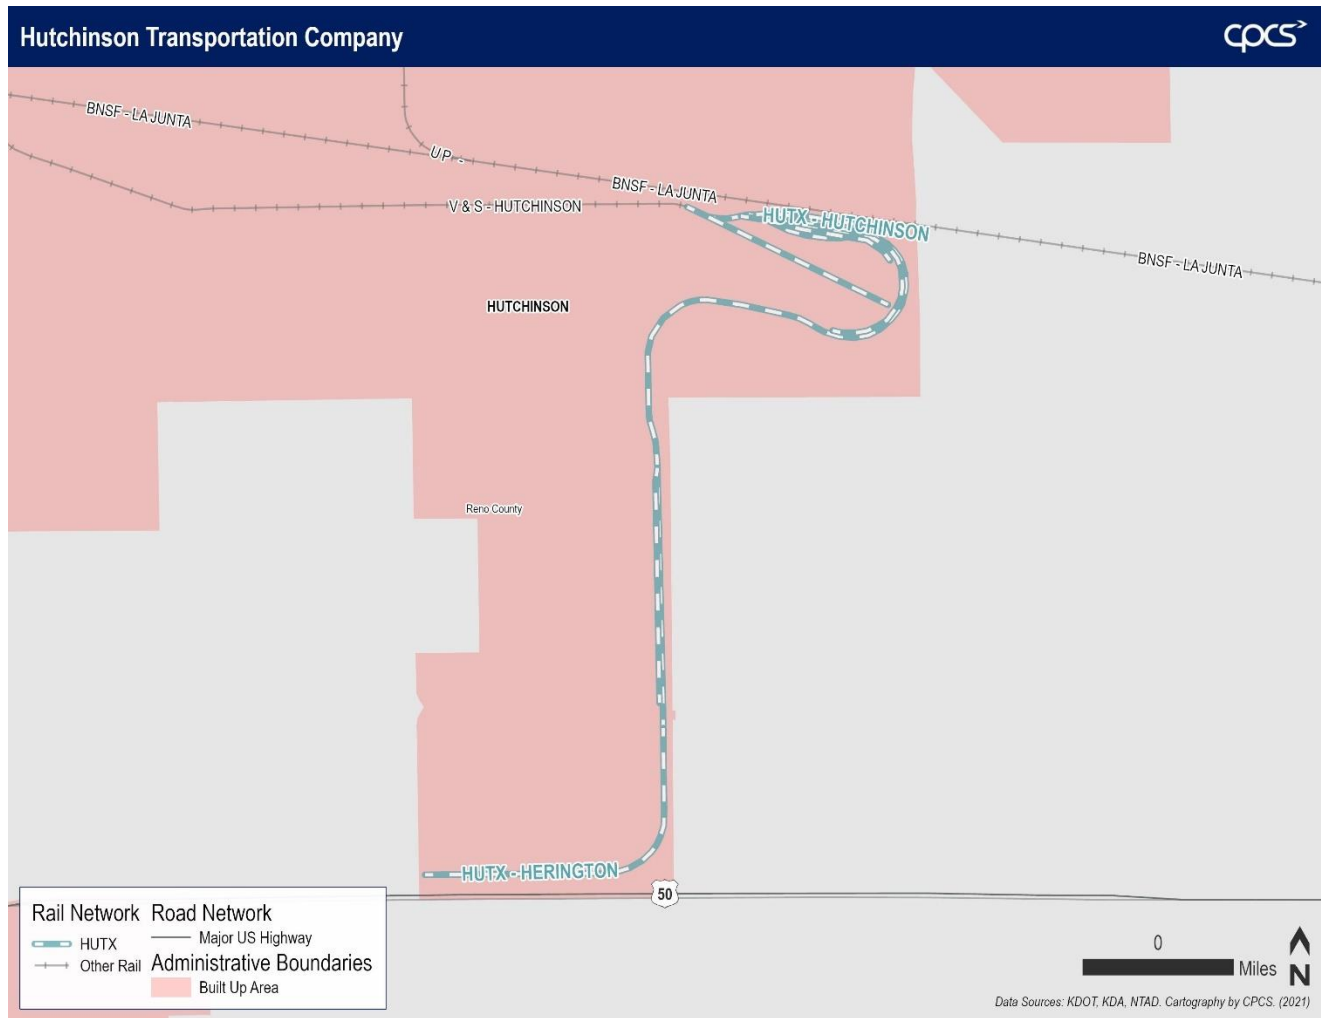 Hutchinson Transportation Company
cpcs
BNSF - LA JUNTA
UP -
BNSF - LA JUNTA
V & S - HUTCHINSON
HUTX - HUTCHINSON
BNSF - LA JUNTA
HUTCHINSON
Reno County
HUTX - HERINGTON
50
Rail Network
HUTX
Other Rail
Road Network
Major US Highway
Administrative Boundaries
Built Up Area
0
Miles
N
Data Sources: KDOT, KDA, NTAD. Cartography by CPCS. (2021)